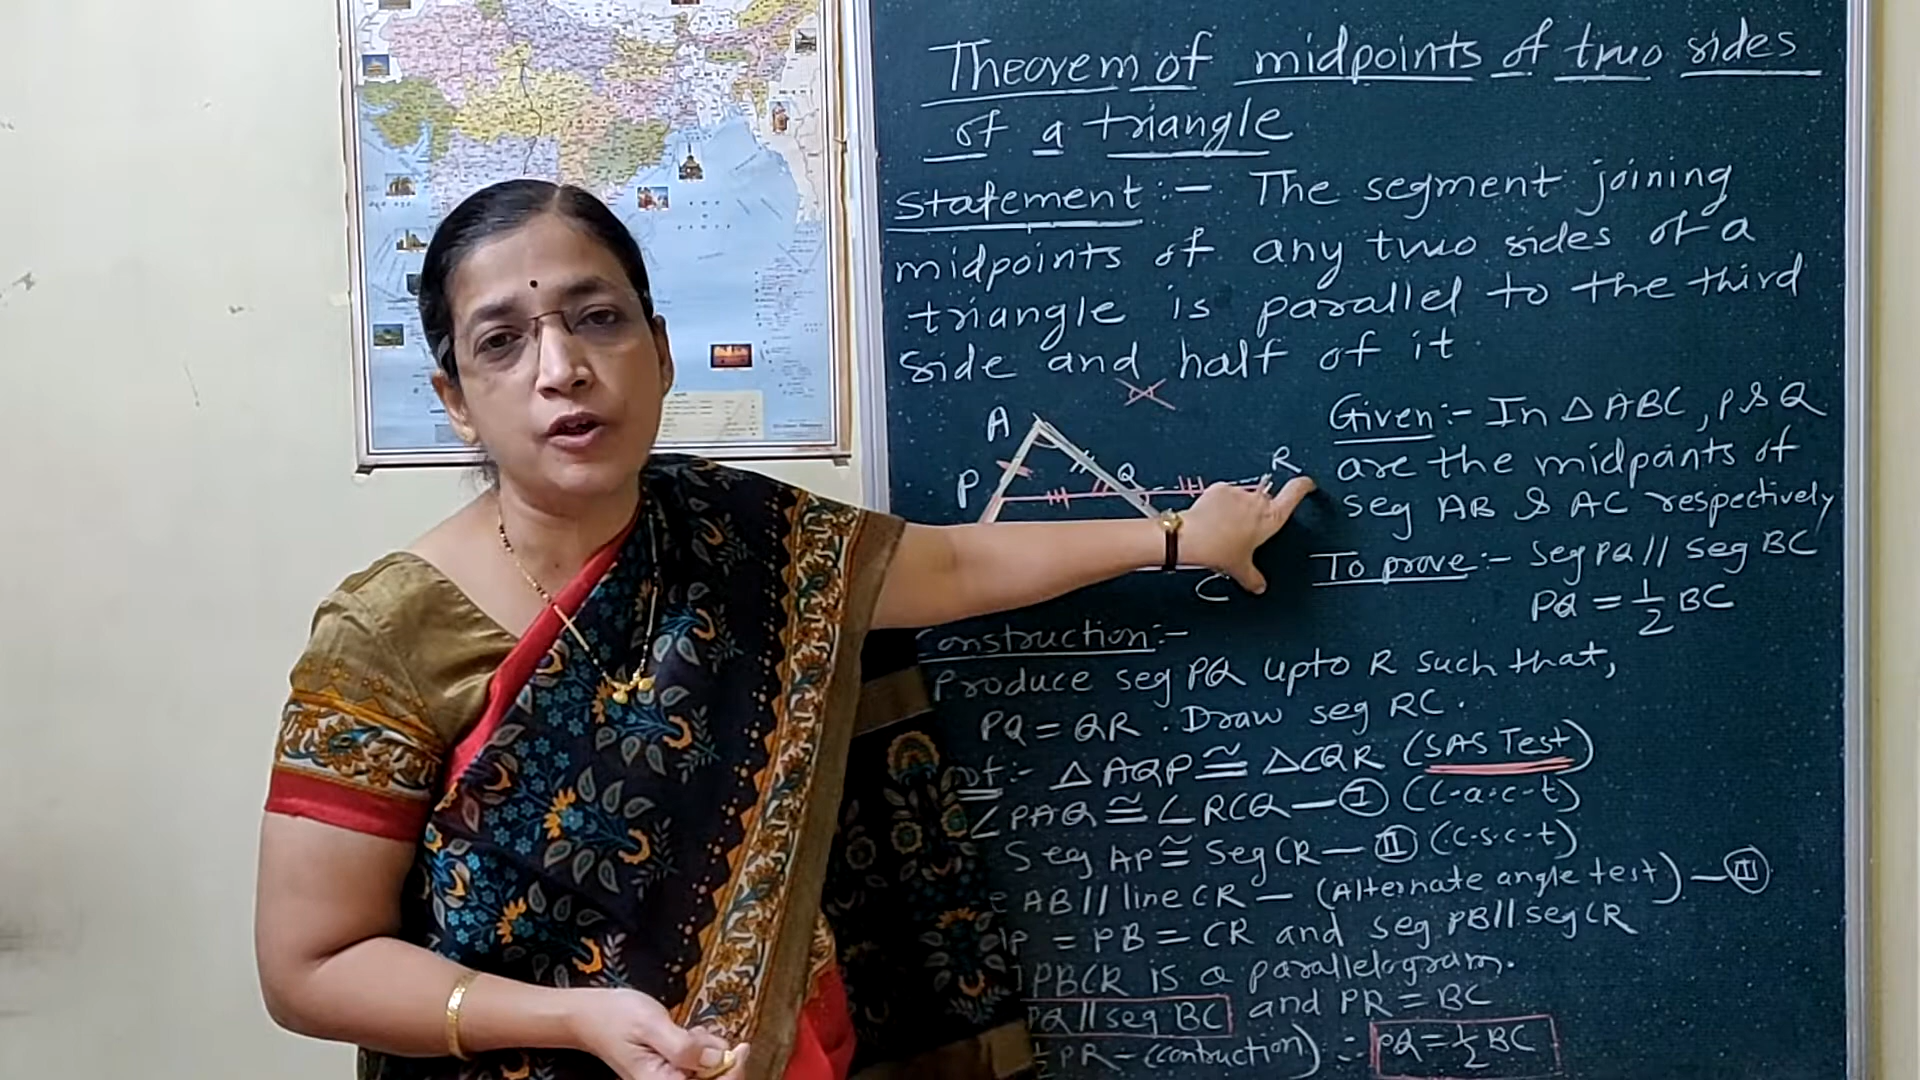 Theorem of midpoints of two sides
of a triangle
Statement :- The segment joining
midpoints of any two sides of a
triangle is parallel to the third
side and half of it.
A
P
Q
R
C
Given :- In △ ABC, P & Q
are the midpoints of
seg AB & AC respectively
To prove :- Seg PQ // Seg BC
PQ = 1/2 BC
Construction :-
Produce seg PQ upto R such that,
PQ = QR. Draw seg RC.
△ AQP ≅ △ CQR (SAS Test)
∠PAQ ≅ ∠RCQ — Ⅰ (C-a-c-t)
Seg AP ≅ Seg CR — Ⅱ (C-s-c-t)
AB // line CR — (Alternate angle test) — Ⅲ
= PB = CR and seg PB // seg CR
PBCR is a parallelogram.
PQ // seg BC and PR = BC
1/2 PR — (contruction) ∴ PQ = 1/2 BC